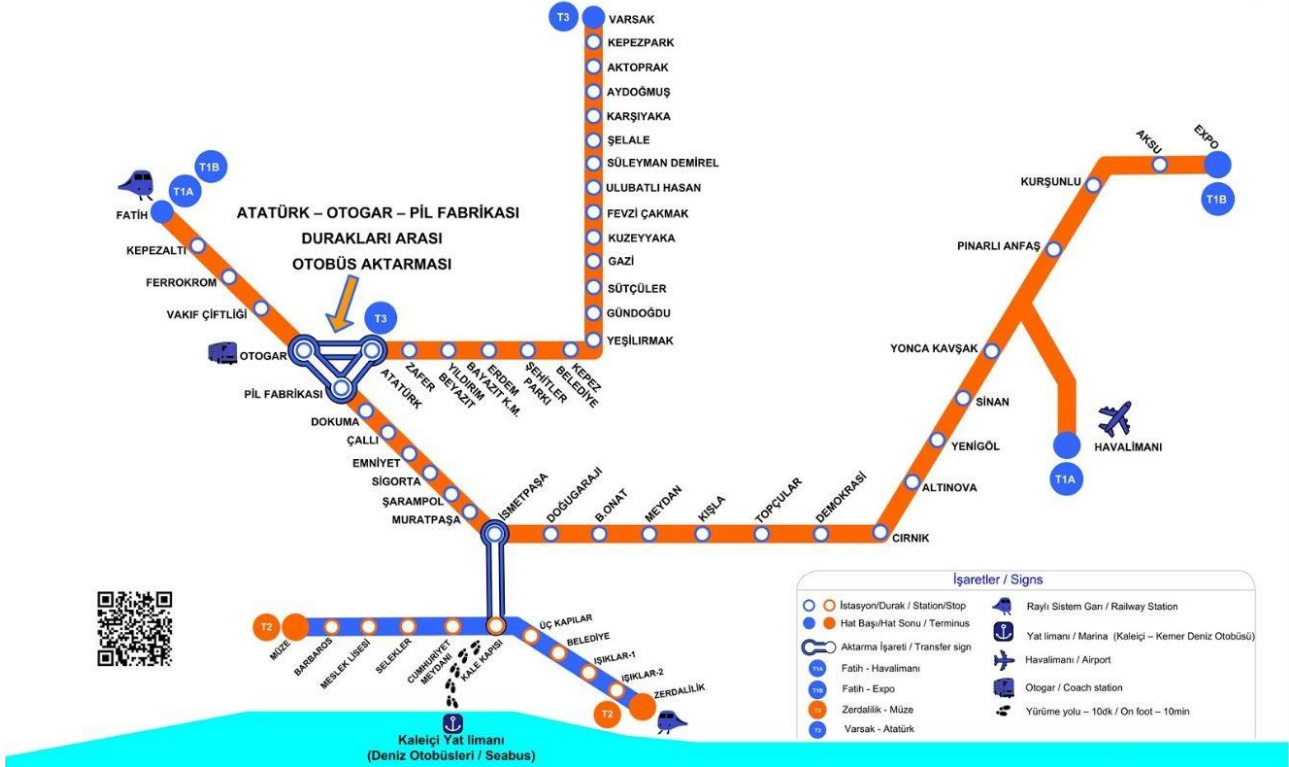 T3
VARSAK
KEPEZPARK
AKTOPRAK
AYDOĞMUŞ
KARŞIYAKA
ŞELALE
SÜLEYMAN DEMIREL
ULUBATLI HASAN
FEVZİ ÇAKMAK
KUZEYYAKA
GAZİ
SÜTÇÜLER
GÜNDOĞDU
YEŞİLIRMAK
T1B
T1A
FATİH
KEPEZALTI
FERROKROM
VAKIF ÇİFTLİĞİ
OTOGAR
PİL FABRİKASI
ATATÜRK – OTOGAR – PİL FABRİKASI
DURAKLARI ARASI
OTOBÜS AKTARMASI
T3
ATATÜRK
ZAFER
YILDIRIM
BEYAZIT
BAYAZIT K.M.
ERDEM
ŞEHİTLER
PARKI
KEPEZ
BELEDİYE
DOKUMA
ÇALLI
EMNİYET
SİGORTA
ŞARAMPOL
MURATPAŞA
İSMETPAŞA
DOĞUGARAJI
B.ONAT
MEYDAN
KIŞLA
TOPÇULAR
DEMOKRASİ
CIRNIK
ALTINOVA
YENİGÖL
SİNAN
YONCA KAVŞAK
PINARLI ANFAŞ
KURŞUNLU
AKSU
EXPO
T1B
HAVALİMANI
T1A
T2
MÜZE
BARBAROS
MESLEK LİSESİ
SELEKLER
CUMHURİYET
MEYDANI
KALE KAPISI
ÜÇ KAPILAR
BELEDİYE
IŞIKLAR-1
IŞIKLAR-2
ZERDALİLİK
T2
Kaleiçi Yat limanı
(Deniz Otobüsleri / Seabus)
İşaretler / Signs
İstasyon/Durak / Station/Stop
Hat Başı/Hat Sonu / Terminus
Aktarma İşareti / Transfer sign
T1A Fatih - Havalimanı
T1B Fatih - Expo
T2 Zerdalilik - Müze
T3 Varsak - Atatürk
Raylı Sistem Garı / Railway Station
Yat limanı / Marina (Kaleiçi – Kemer Deniz Otobüsü)
Havalimanı / Airport
Otogar / Coach station
Yürüme yolu – 10dk / On foot – 10min